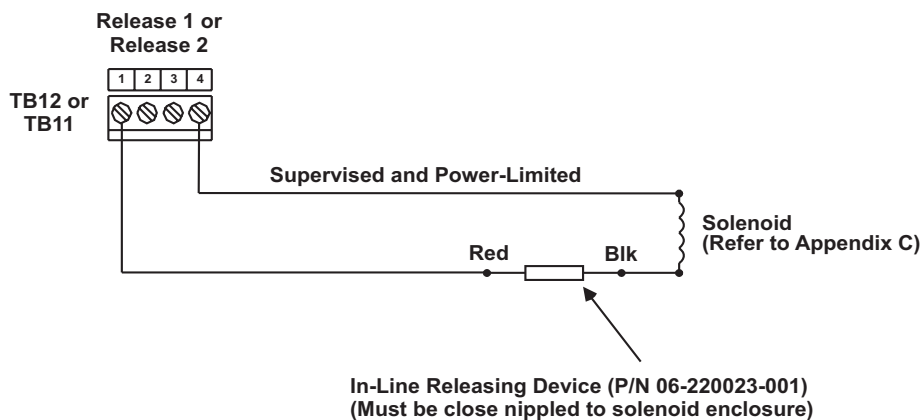 Release 1 or
Release 2
1 2 3 4
TB12 or
TB11
Supervised and Power-Limited
Solenoid
(Refer to Appendix C)
Red
Blk
In-Line Releasing Device (P/N 06-220023-001)
(Must be close nippled to solenoid enclosure)